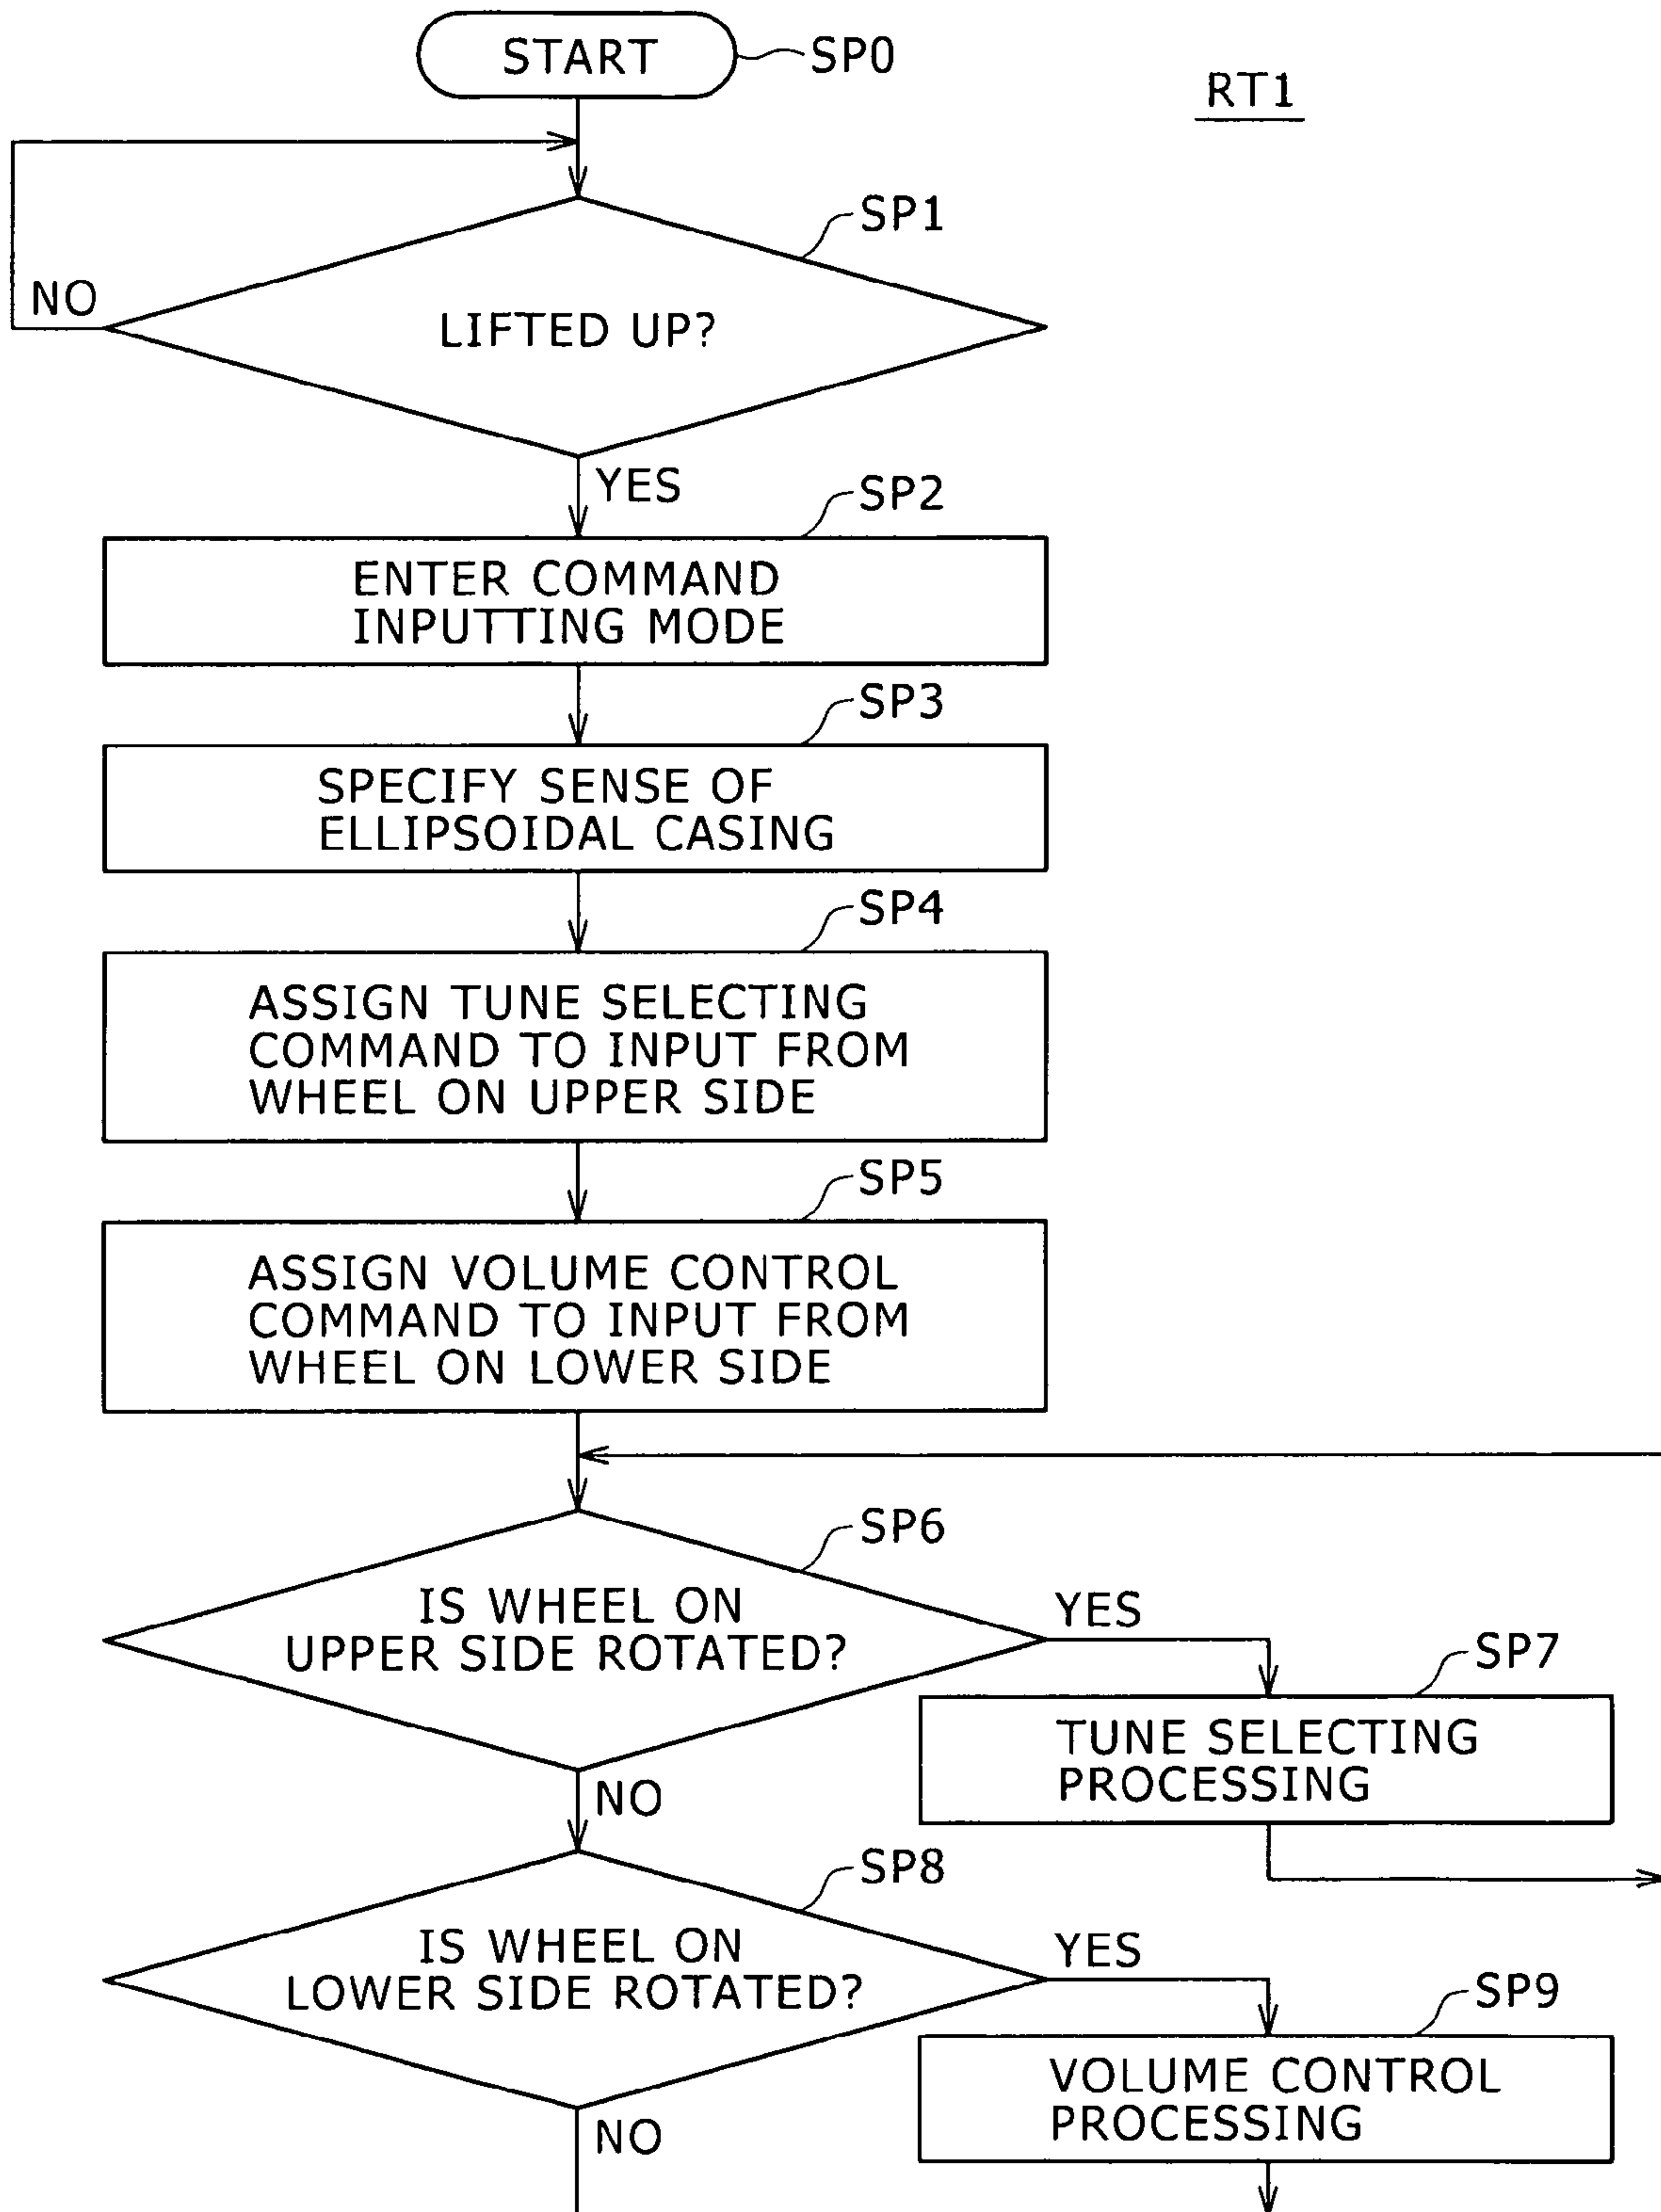 START
SP0
RT1
SP1
NO
LIFTED UP?
YES
SP2
ENTER COMMAND
INPUTTING MODE
SP3
SPECIFY SENSE OF
ELLIPSOIDAL CASING
SP4
ASSIGN TUNE SELECTING
COMMAND TO INPUT FROM
WHEEL ON UPPER SIDE
SP5
ASSIGN VOLUME CONTROL
COMMAND TO INPUT FROM
WHEEL ON LOWER SIDE
SP6
IS WHEEL ON
UPPER SIDE ROTATED?
YES
SP7
TUNE SELECTING
PROCESSING
NO
SP8
IS WHEEL ON
LOWER SIDE ROTATED?
YES
SP9
VOLUME CONTROL
PROCESSING
NO